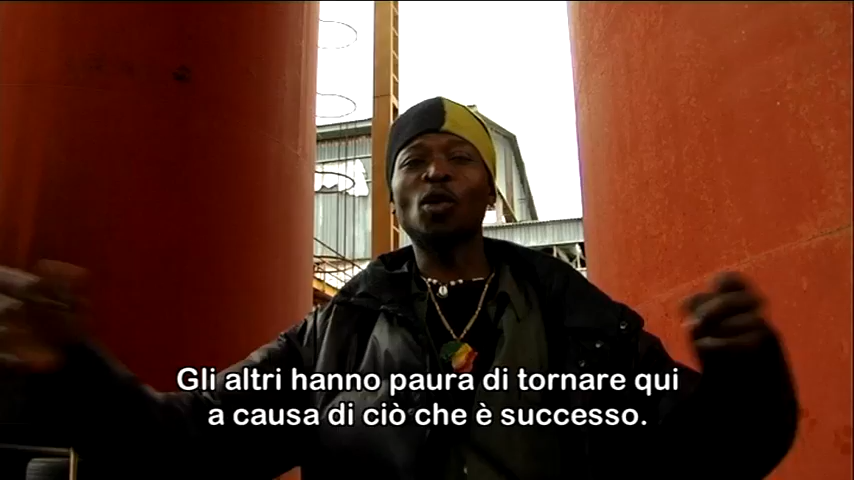 Gli altri hanno paura di tornare qui
a causa di ciò che è successo.